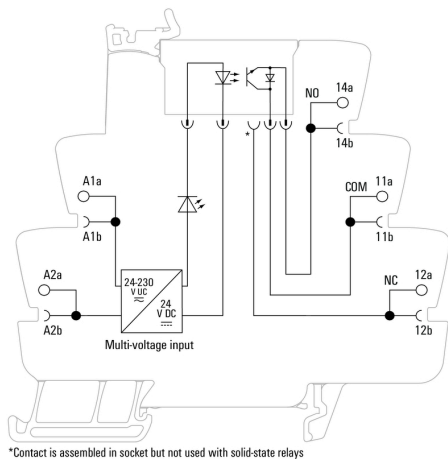 NO
14a
*
14b
A1a
COM
11a
A1b
11b
A2a
24-230
V UC
NC
12a
24
V DC
A2b
12b
Multi-voltage input
*Contact is assembled in socket but not used with solid-state relays